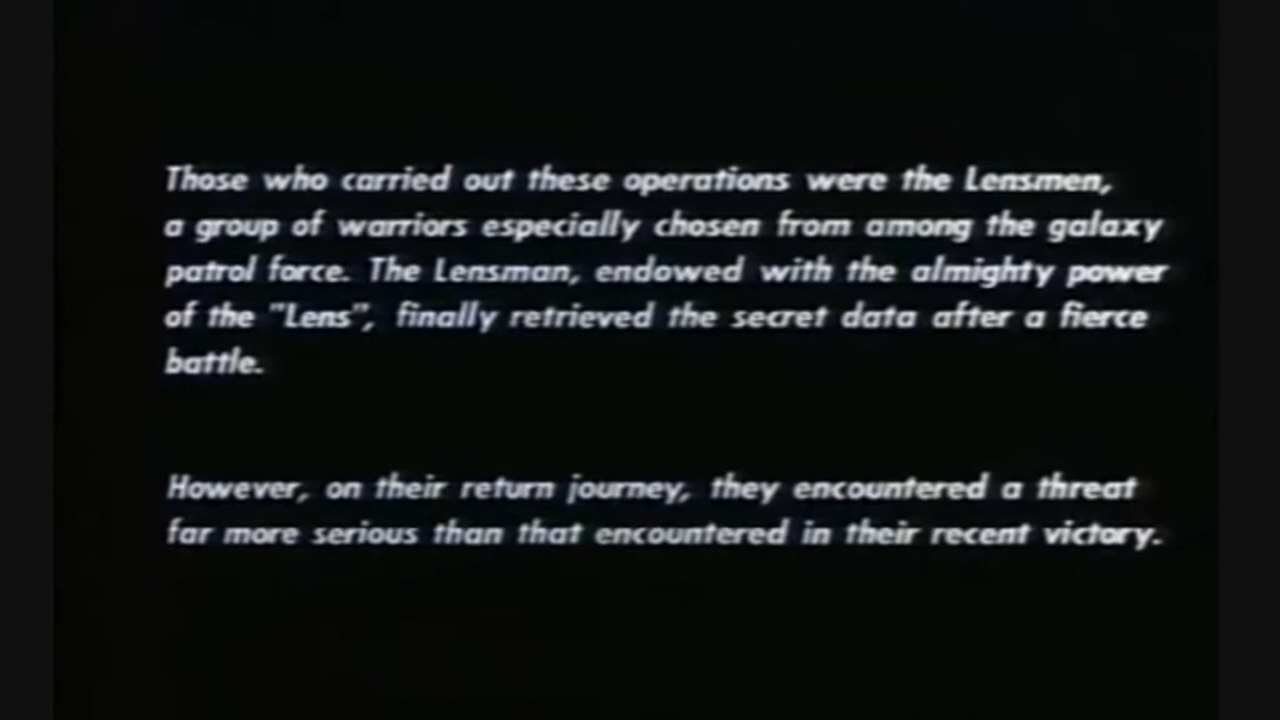 Those who carried out these operations were the Lensmen,
a group of warriors especially chosen from among the galaxy
patrol force. The Lensman, endowed with the almighty power
of the "Lens", finally retrieved the secret data after a fierce
battle.
However, on their return journey, they encountered a threat
far more serious than that encountered in their recent victory.